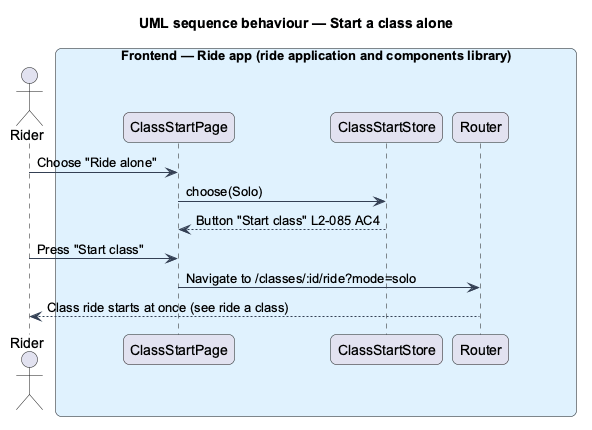 UML sequence behaviour — Start a class alone
Frontend — Ride app (ride application and components library)
Rider
ClassStartPage
ClassStartStore
Router
Choose "Ride alone"
choose(Solo)
Button "Start class" L2-085 AC4
Press "Start class"
Navigate to /classes/:id/ride?mode=solo
Class ride starts at once (see ride a class)
Rider
ClassStartPage
ClassStartStore
Router